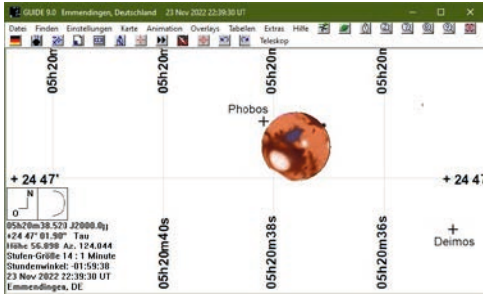 GUIDE 9.0 Emmendingen, Deutschland 23 Nov 2022 22:39:30 UT
Datei Finden Einstellungen Karte Animation Overlays Tabellen Extras Hilfe
Teleskop
05h20m
05h20m
05h20m
05h20m
Phobos
+ 24 47'
+ 24 47'
N
O
05h20m38.520 J2000.0
+24 47' 01.90" Tau
Höhe 56.890 Az. 124.044
Stufen-Größe 14 : 1 Minute
Stundenwinkel: -01:59:38
23 Nov 2022 22:39:30 UT
Emmendingen, DE
05h20m40s
05h20m38s
05h20m36s
Deimos